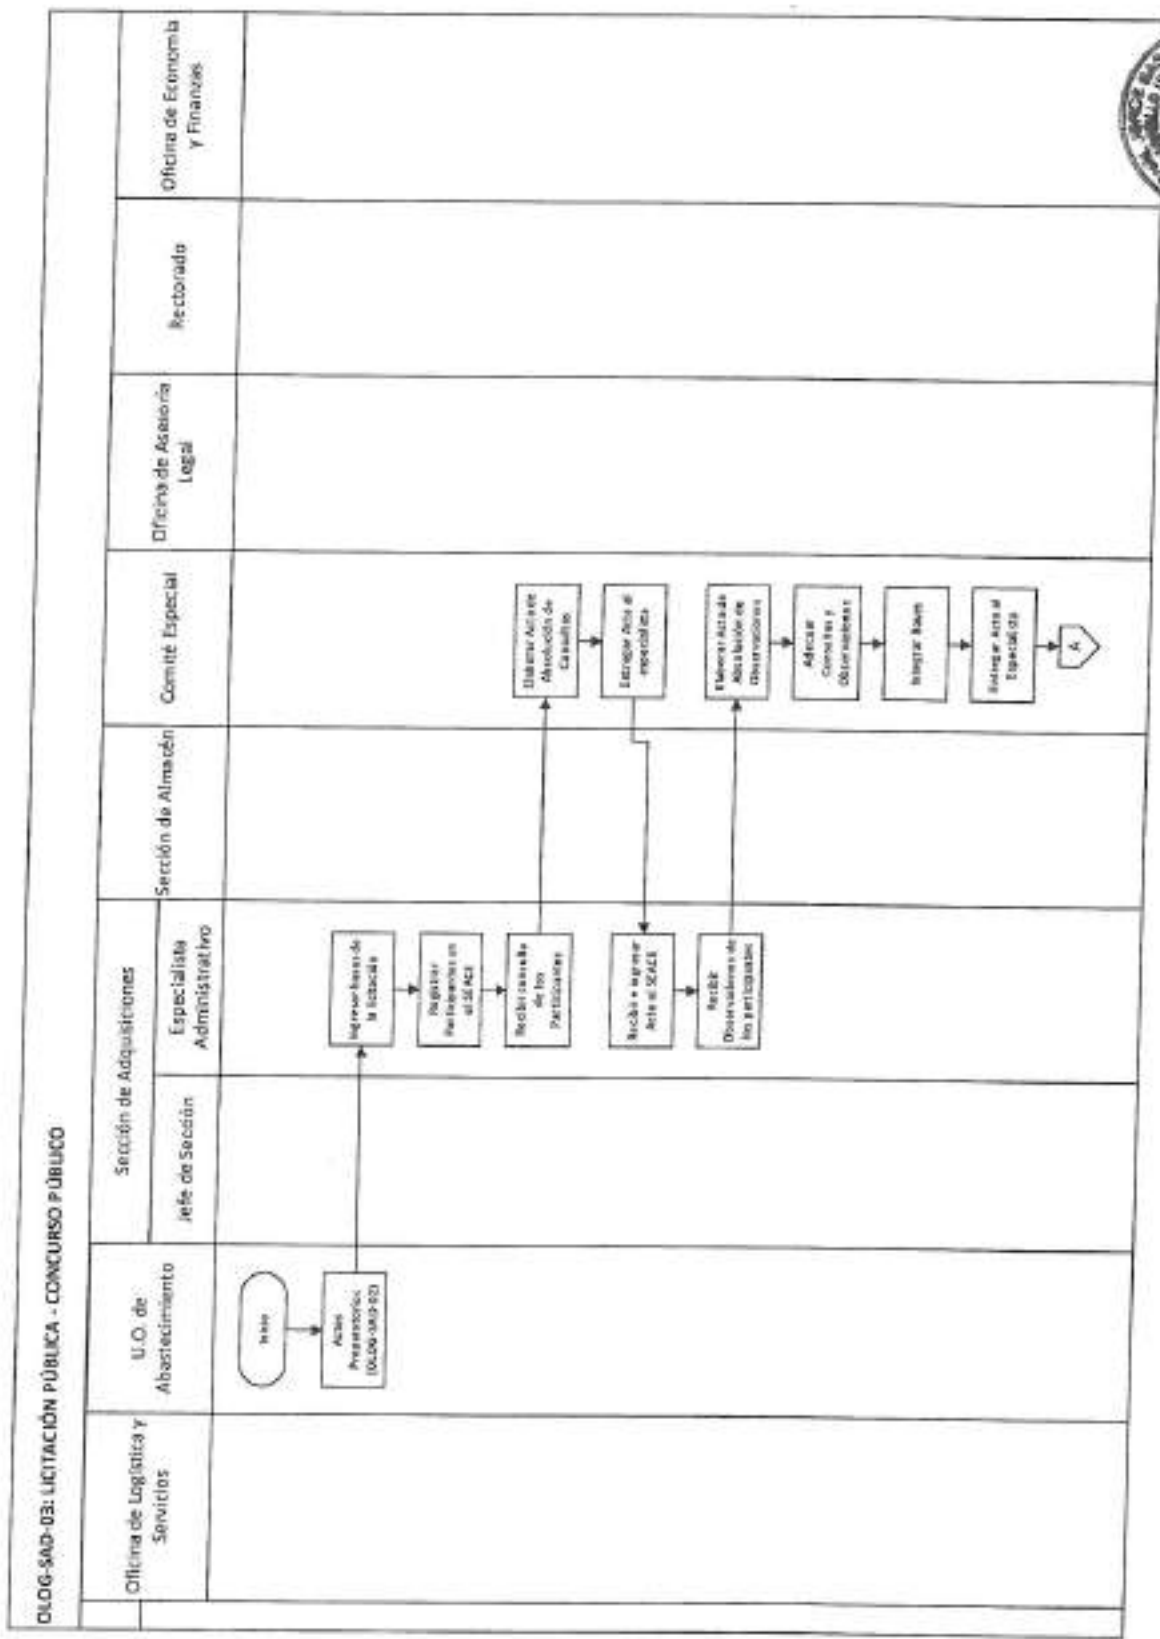 OLOG-SAD-03: LICITACIÓN PÚBLICA - CONCURSO PÚBLICO
Oficina de Logística y
Servicios
U.O. de
Abastecimiento
Sección de Adquisiciones
Jefe de Sección
Especialista
Administrativo
Sección de Almacén
Comité Especial
Oficina de Asesoría
Legal
Rectorado
Oficina de Economía
y Finanzas
Inicio
Actos
Preparatorios
(OLOG-SAD-02)
Ingresar bases de
la licitación
Registrar
Participantes en
el SEACE
Recibir consulta
de los
Participantes
Elaborar Acta de
Absolución de
Consultas
Entregar Acta al
especialista
Recibir e ingresar
Acta al SEACE
Recibir
Observaciones de
los participantes
Elaborar Acta de
Absolución de
Observaciones
Adecuar
Consultas y
Observaciones
Integrar Bases
Entregar Acta al
Especialista
A